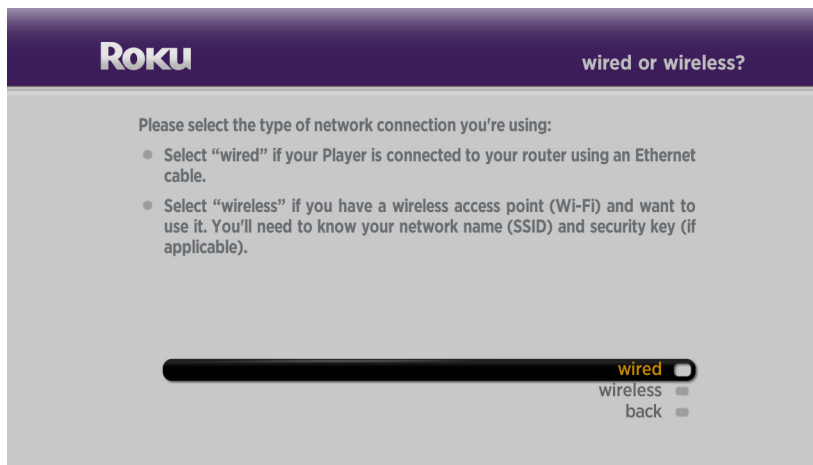 Roku
wired or wireless?
Please select the type of network connection you're using:
Select “wired” if your Player is connected to your router using an Ethernet
cable.
Select “wireless” if you have a wireless access point (Wi-Fi) and want to
use it. You'll need to know your network name (SSID) and security key (if
applicable).
wired
wireless
back